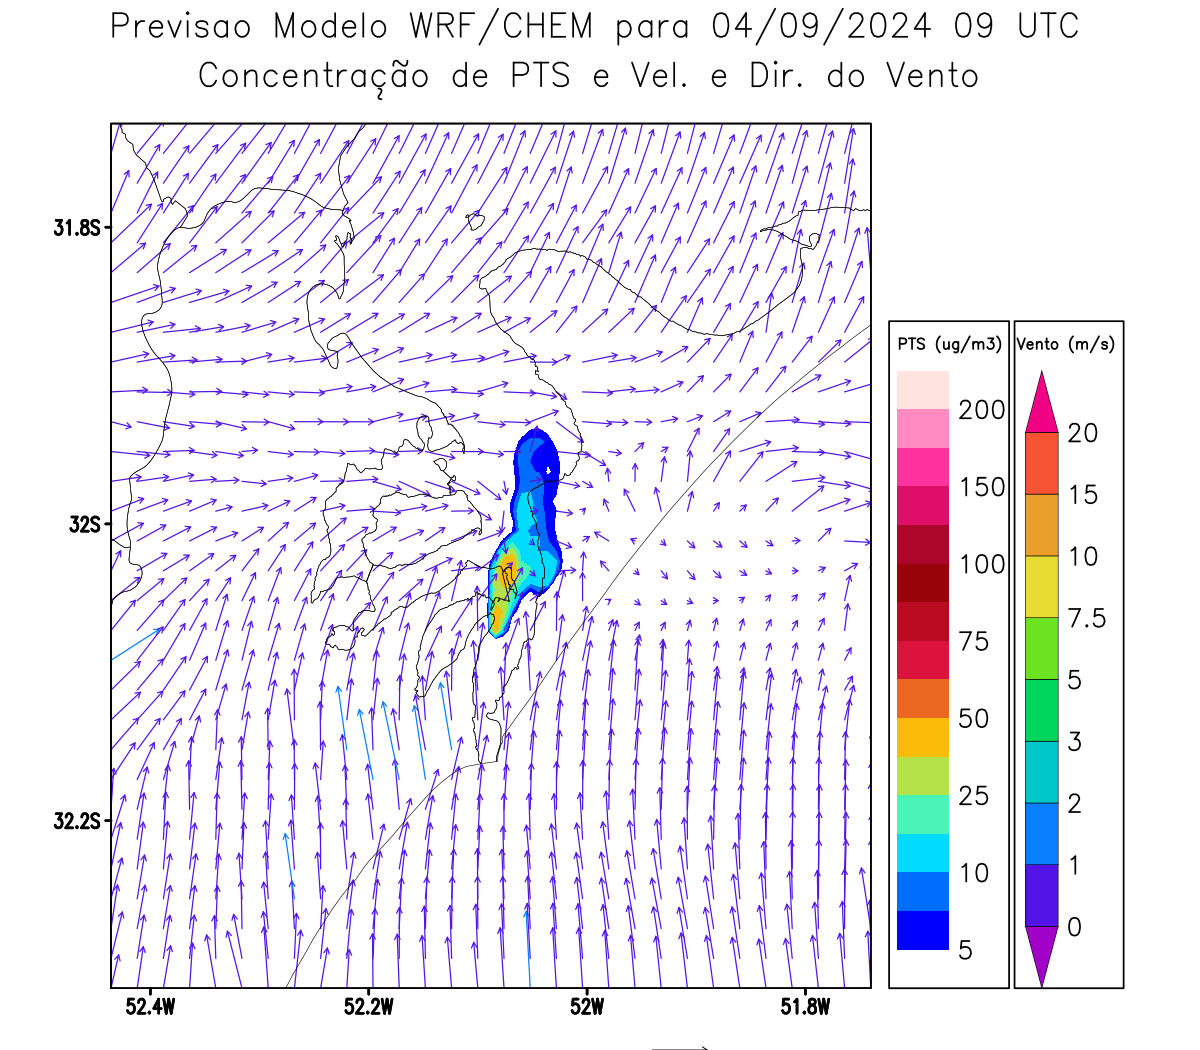 Previsao Modelo WRF/CHEM para 04/09/2024 09 UTC
Concentração de PTS e Vel. e Dir. do Vento
31.8S
32S
32.2S
52.4W
52.2W
52W
51.8W
PTS (ug/m3)
200
150
100
75
50
25
10
5
Vento (m/s)
20
15
10
7.5
5
3
2
1
0